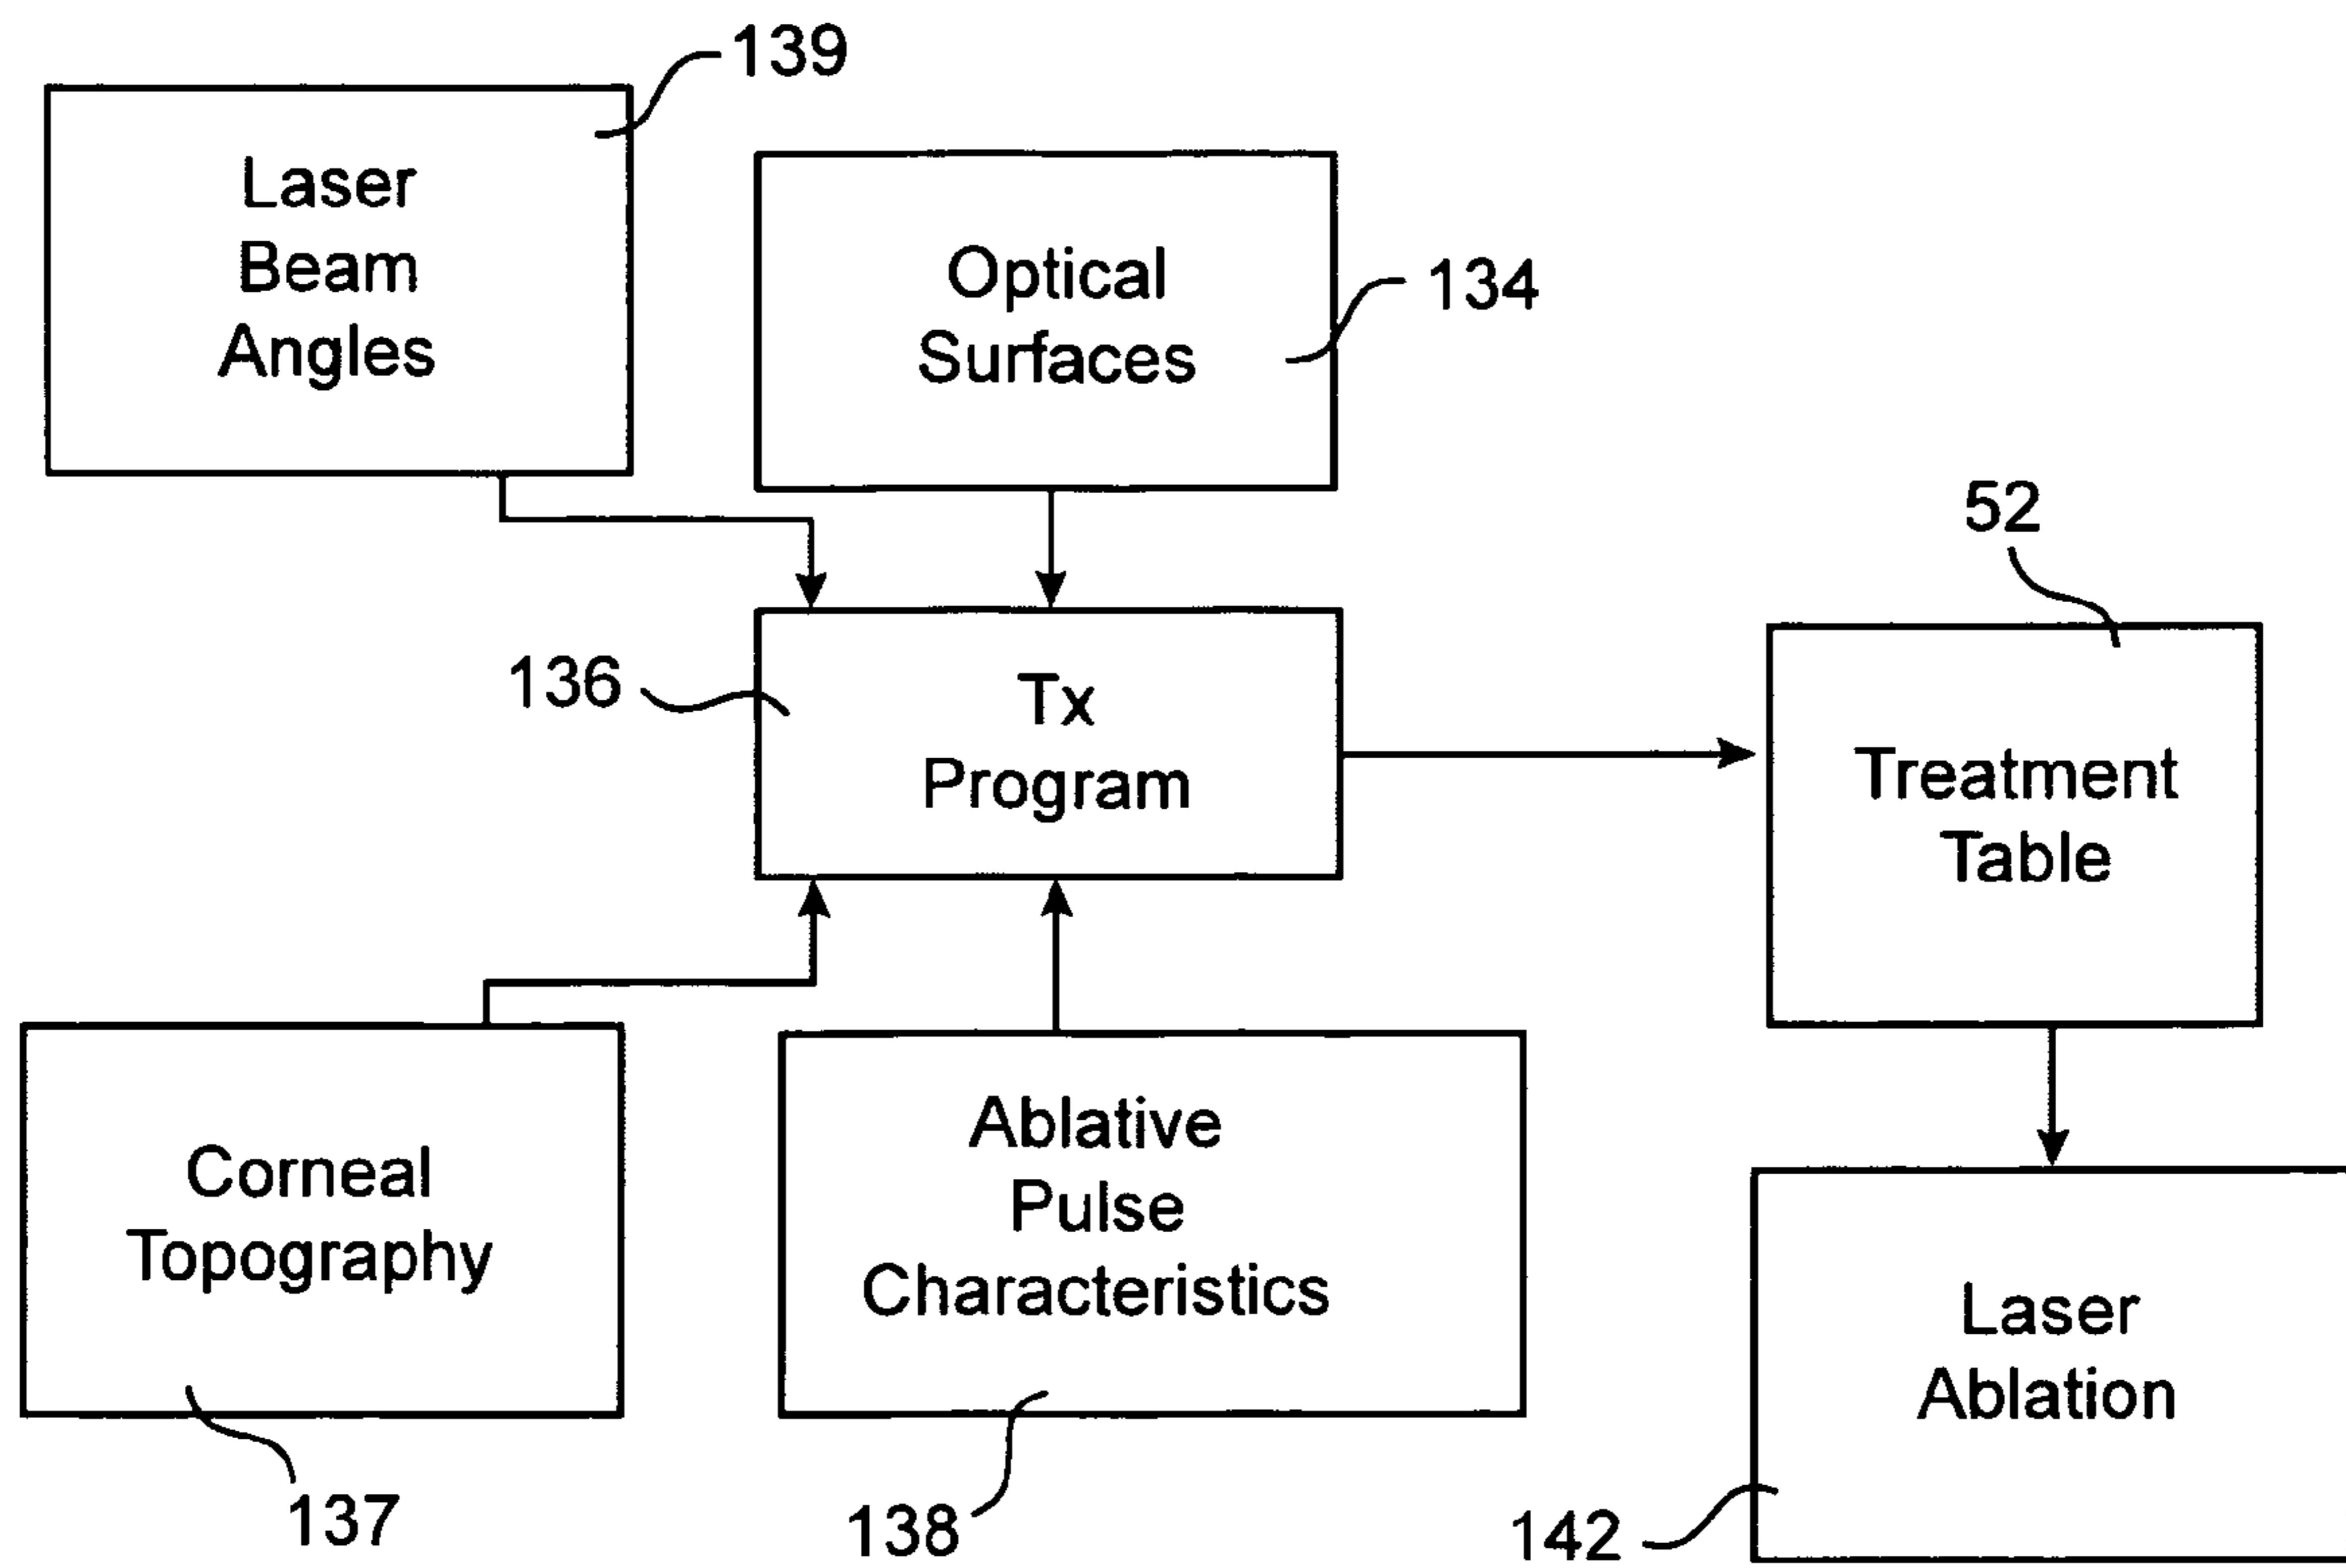 139
Laser
Beam
Angles
Optical
Surfaces
134
52
136
Tx
Program
Treatment
Table
Corneal
Topography
137
Ablative
Pulse
Characteristics
138
Laser
Ablation
142